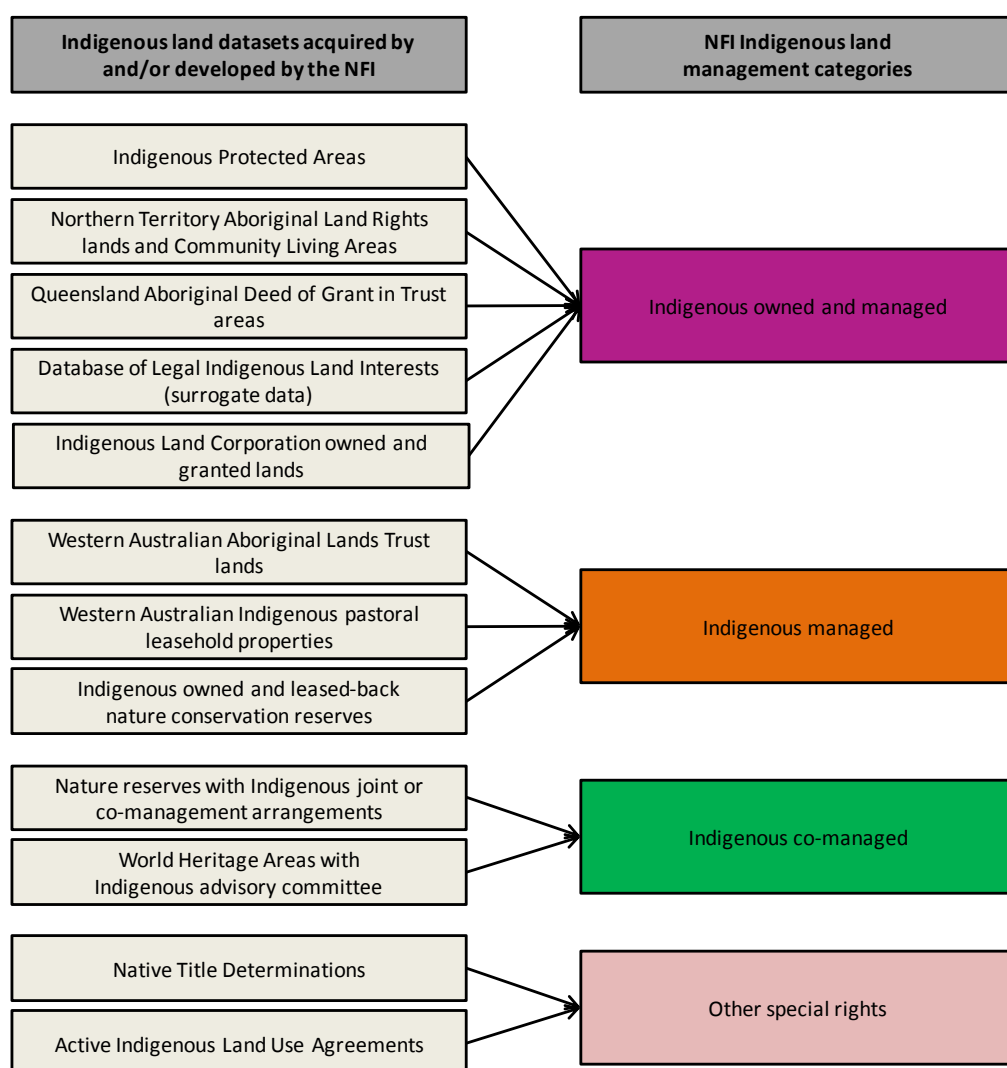 Indigenous land datasets acquired by
and/or developed by the NFI
NFI Indigenous land
management categories
Indigenous Protected Areas
Northern Territory Aboriginal Land Rights
lands and Community Living Areas
Queensland Aboriginal Deed of Grant in Trust
areas
Database of Legal Indigenous Land Interests
(surrogate data)
Indigenous Land Corporation owned and
granted lands
Indigenous owned and managed
Western Australian Aboriginal Lands Trust
lands
Western Australian Indigenous pastoral
leasehold properties
Indigenous owned and leased-back
nature conservation reserves
Indigenous managed
Nature reserves with Indigenous joint or
co-management arrangements
World Heritage Areas with
Indigenous advisory committee
Indigenous co-managed
Native Title Determinations
Active Indigenous Land Use Agreements
Other special rights